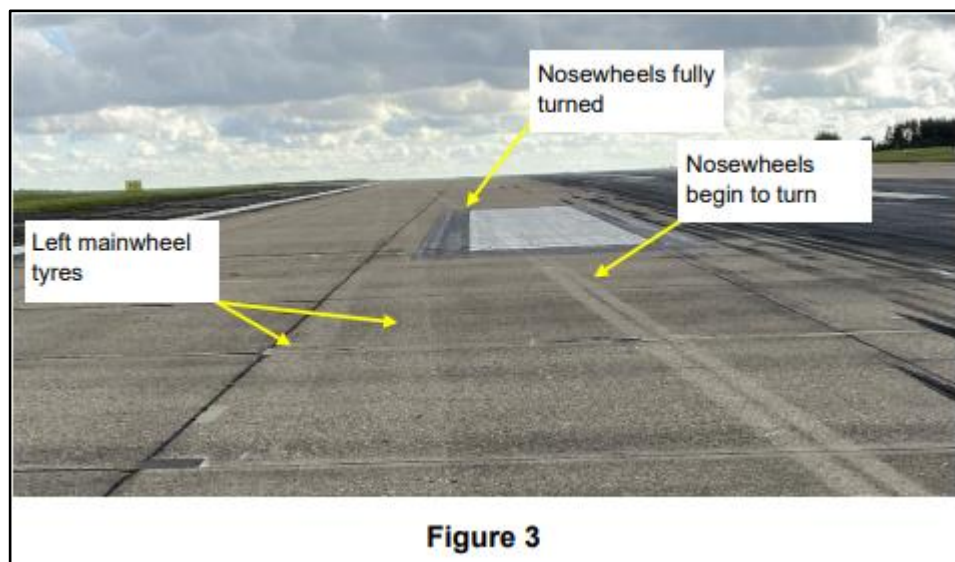 Nosewheels fully
turned
Nosewheels
begin to turn
Left mainwheel
tyres
Figure 3